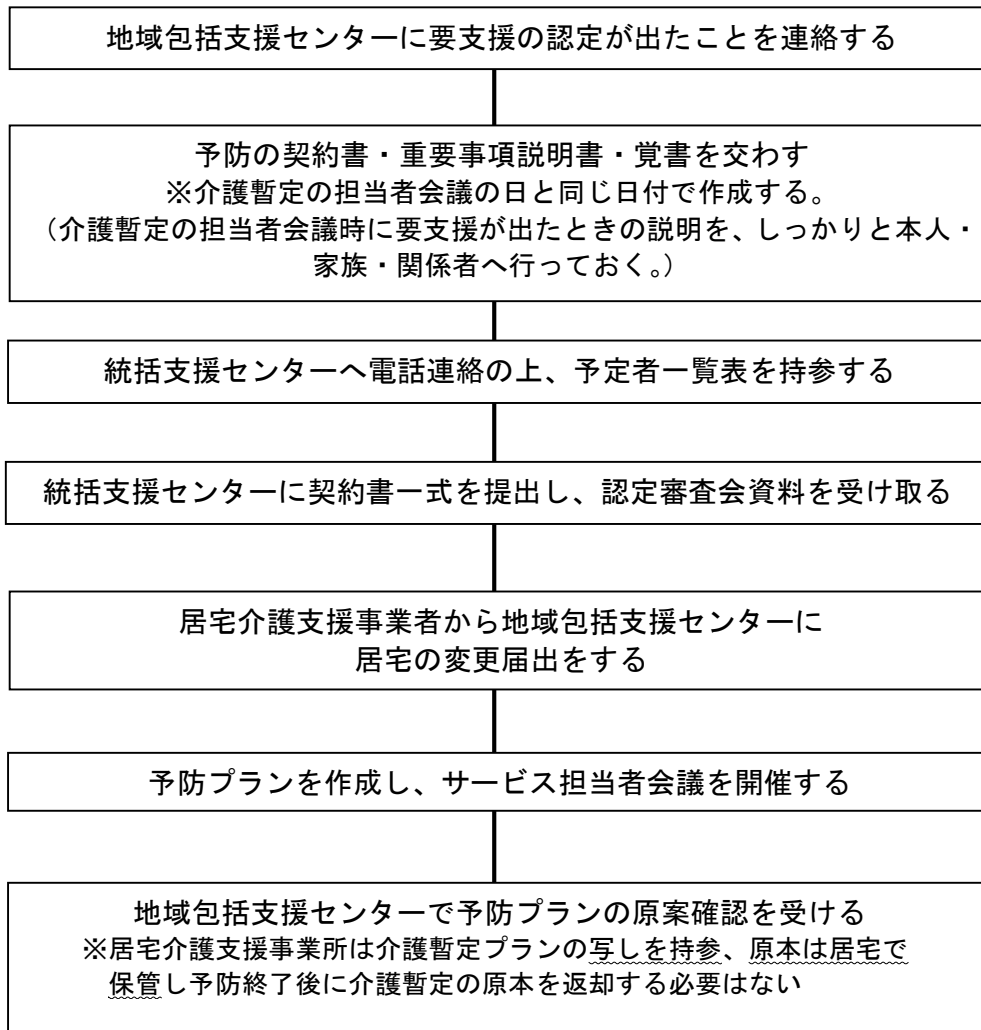 地域包括支援センターに要支援の認定が出たことを連絡する
予防の契約書・重要事項説明書・覚書を交わす
※介護暫定の担当者会議の日と同じ日付で作成する。
（介護暫定の担当者会議時に要支援が出たときの説明を、しっかりと本人・
家族・関係者へ行っておく。）
統括支援センターへ電話連絡の上、予定者一覧表を持参する
統括支援センターに契約書一式を提出し、認定審査会資料を受け取る
居宅介護支援事業者から地域包括支援センターに
居宅の変更届出をする
予防プランを作成し、サービス担当者会議を開催する
地域包括支援センターで予防プランの原案確認を受ける
※居宅介護支援事業所は介護暫定プランの写しを持参、原本は居宅で
保管し予防終了後に介護暫定の原本を返却する必要はない